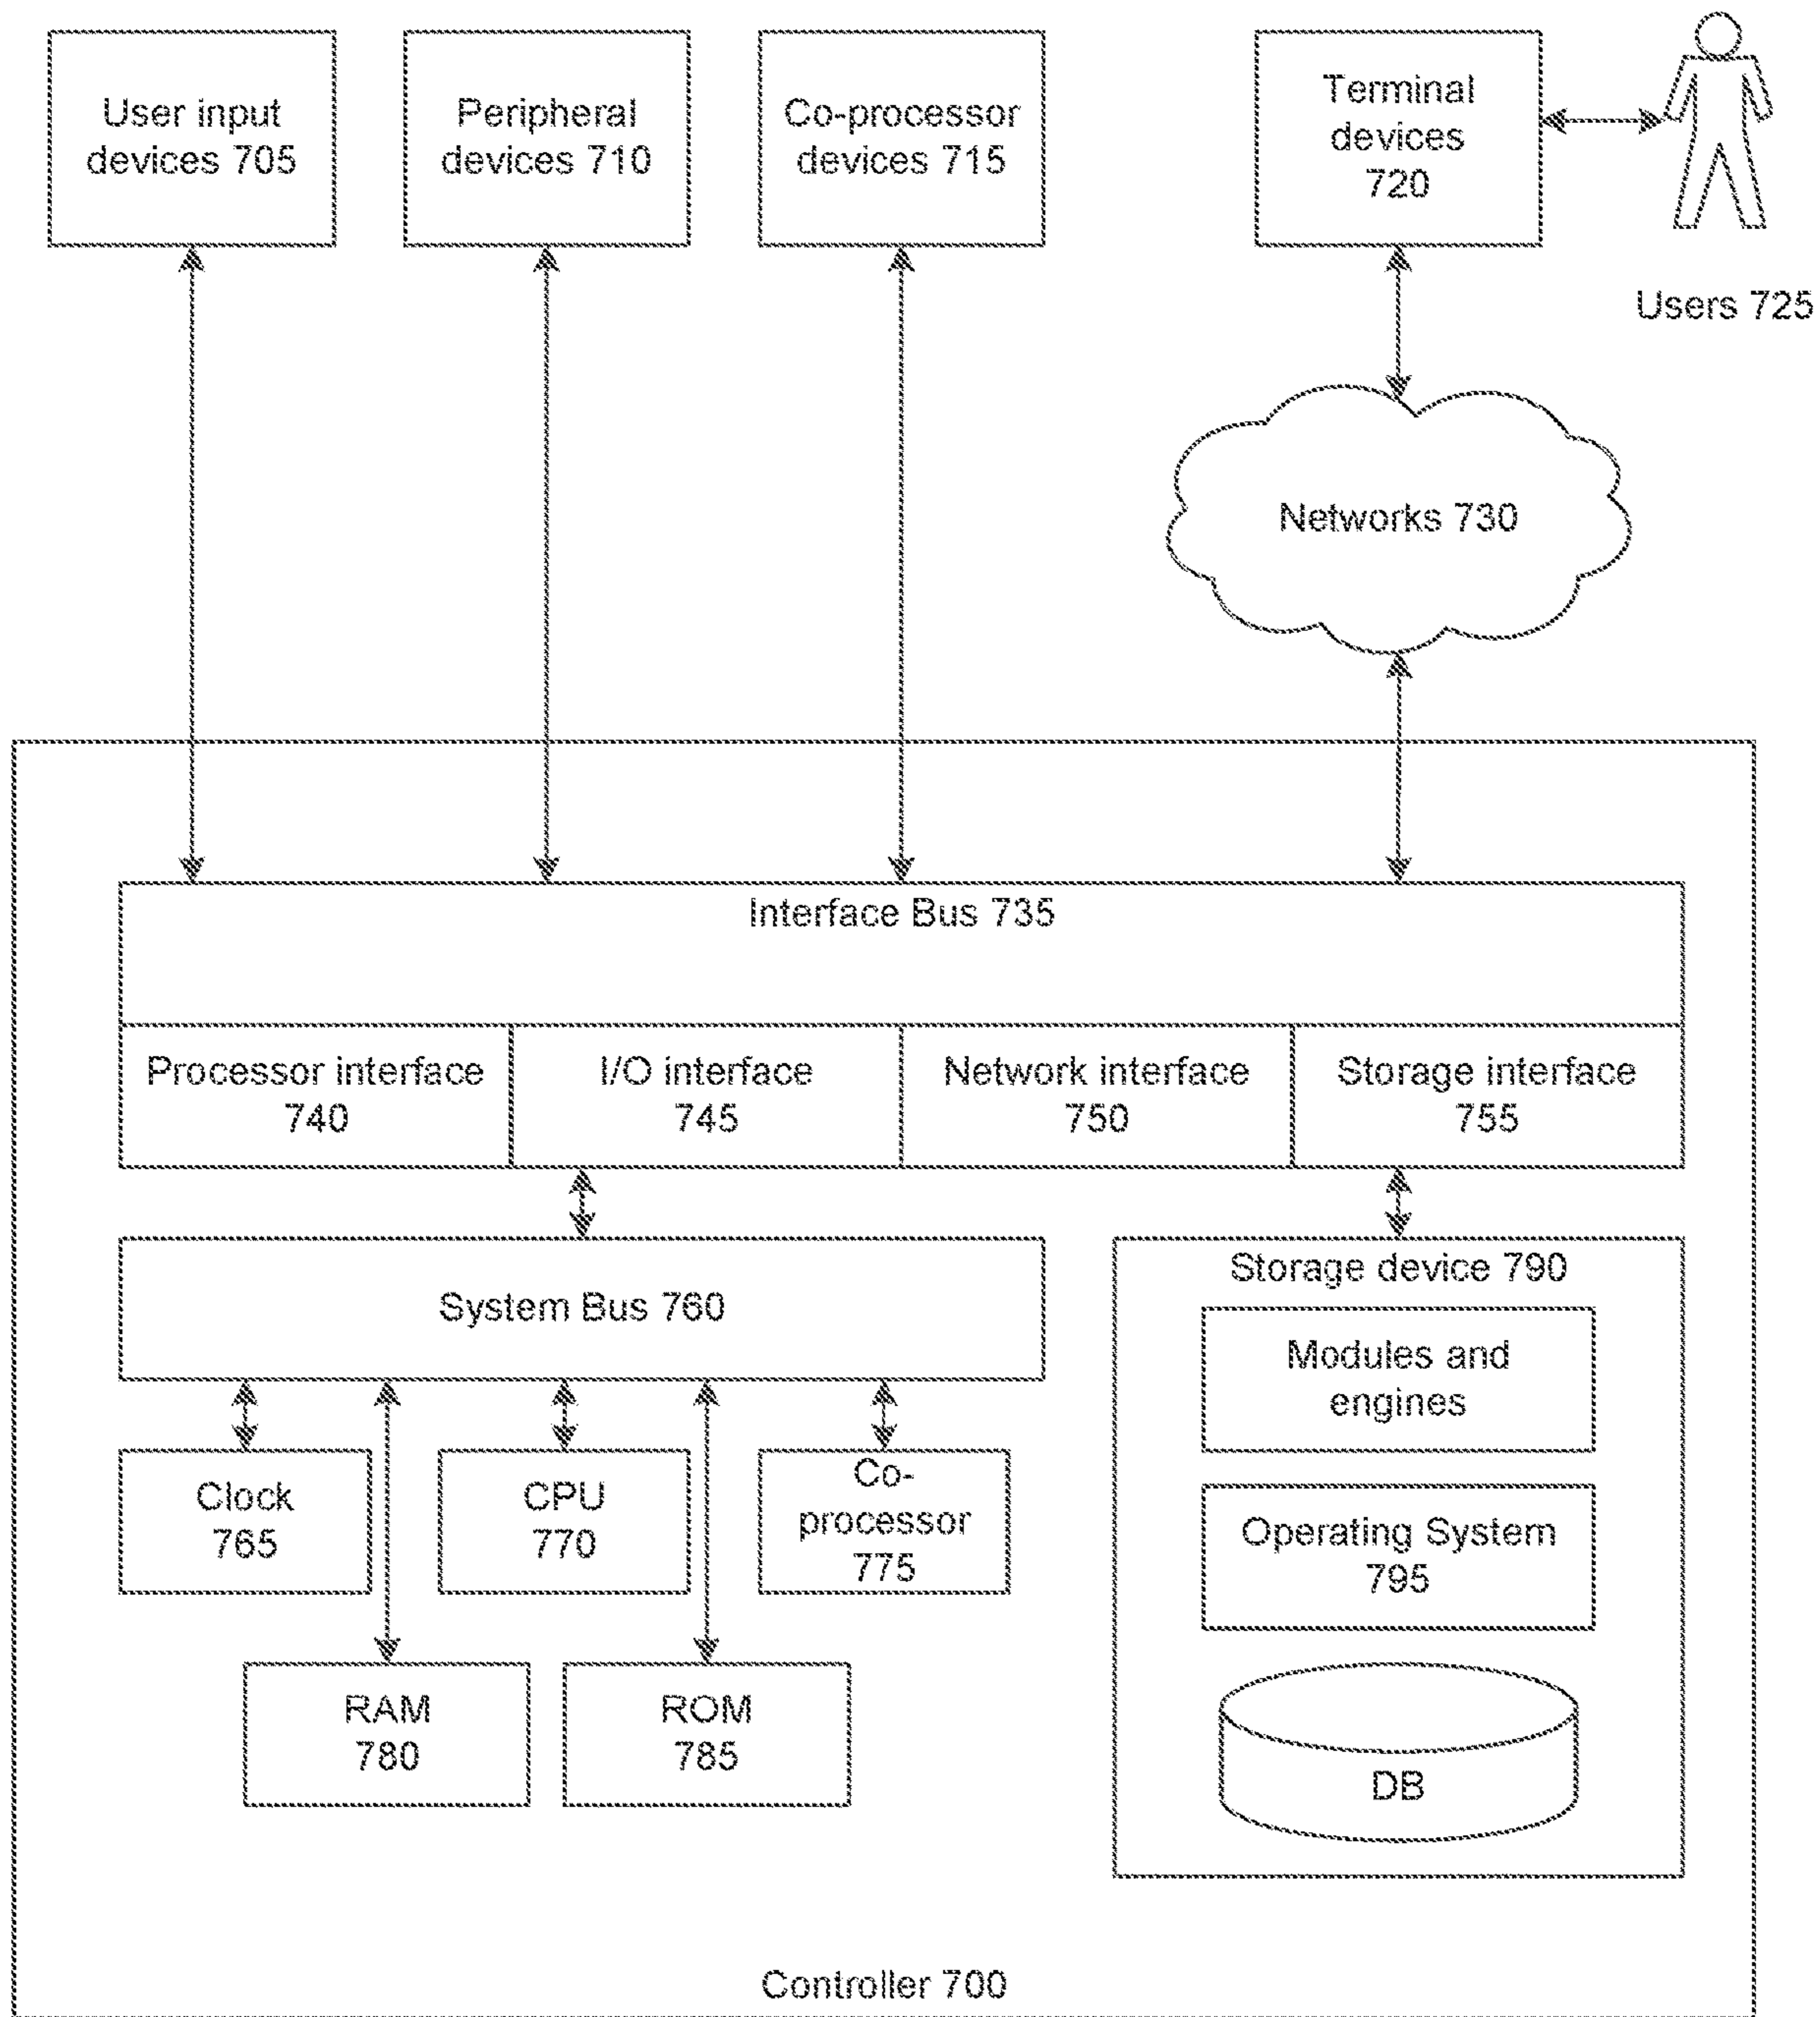 User input
devices 705
Peripheral
devices 710
Co-processor
devices 715
Terminal
devices
720
Users 725
Networks 730
Interface Bus 735
Processor interface
740
I/O interface
745
Network interface
750
Storage interface
755
System Bus 760
Storage device 790
Modules and
engines
Clock
765
CPU
770
Co-
processor
775
Operating System
795
RAM
780
ROM
785
DB
Controller 700